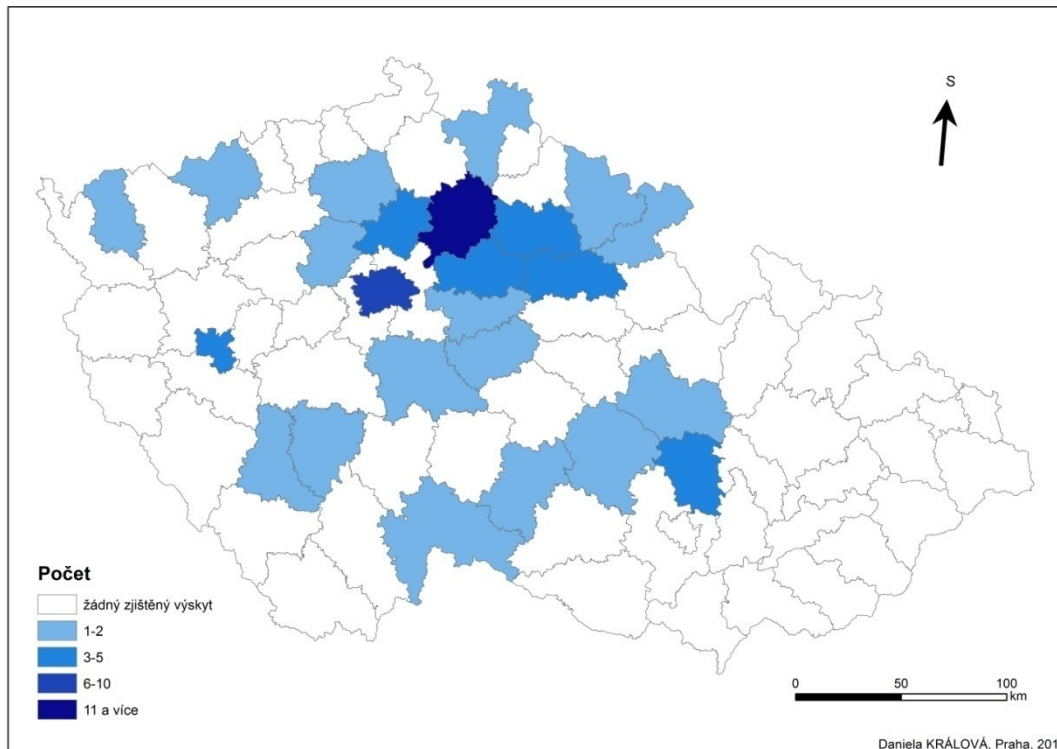 S
Počet
žádný zjištěný výskyt
1-2
3-5
6-10
11 a více
0 50 100
km
Daniela KRÁLOVÁ. Praha, 201